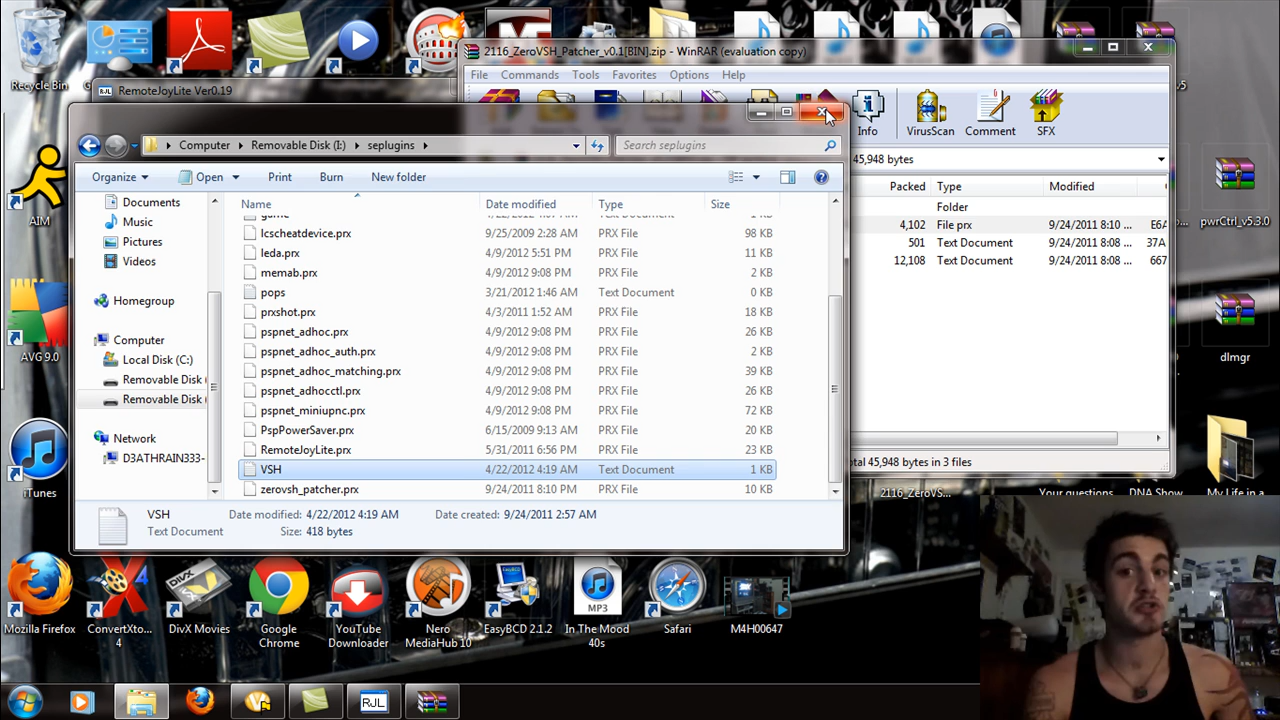 2116_ZeroVSH_Patcher_v0.1[BIN].zip - WinRAR (evaluation copy)
File Commands Tools Favorites Options Help
Recycle Bin
RemoteJoyLite Ver0.19
RJL
Info VirusScan Comment SFX
Computer Removable Disk (I:) seplugins
Search seplugins
45,948 bytes
Organize Open Print Burn New folder
Packed Type Modified
Folder
4,102 File prx 9/24/2011 8:10 ... E6A
501 Text Document 9/24/2011 8:08 ... 37A
12,108 Text Document 9/24/2011 8:08 ... 667
total 45,948 bytes in 3 files
Documents
Music
Pictures
Videos
Homegroup
Computer
Local Disk (C:)
Removable Disk
Removable Disk
Network
D3ATHRAIN333-
Name Date modified Type Size
game 4/22/2012 4:07 AM Text Document 1 KB
lcscheatdevice.prx 9/25/2009 2:28 AM PRX File 98 KB
leda.prx 4/9/2012 5:51 PM PRX File 11 KB
memab.prx 4/9/2012 9:08 PM PRX File 2 KB
pops 3/21/2012 1:46 AM Text Document 0 KB
prxshot.prx 4/3/2011 1:52 AM PRX File 18 KB
pspnet_adhoc.prx 4/9/2012 9:08 PM PRX File 26 KB
pspnet_adhoc_auth.prx 4/9/2012 9:08 PM PRX File 2 KB
pspnet_adhoc_matching.prx 4/9/2012 9:08 PM PRX File 39 KB
pspnet_adhocctl.prx 4/9/2012 9:08 PM PRX File 26 KB
pspnet_miniupnc.prx 4/9/2012 9:08 PM PRX File 72 KB
PspPowerSaver.prx 6/15/2009 9:13 AM PRX File 20 KB
RemoteJoyLite.prx 5/31/2011 6:56 PM PRX File 23 KB
VSH 4/22/2012 4:19 AM Text Document 1 KB
zerovsh_patcher.prx 9/24/2011 8:10 PM PRX File 10 KB
VSH Date modified: 4/22/2012 4:19 AM Date created: 9/24/2011 2:57 AM
Text Document Size: 418 bytes
AIM
AVG 9.0
iTunes
pwrCtrl_v5.3.0
dlmgr
2116_ZeroVS...
Your questions
DNA Show
My Life in a
Mozilla Firefox
ConvertXto... 4
DivX Movies
Google Chrome
YouTube Downloader
Nero MediaHub 10
EasyBCD 2.1.2
MP3
In The Mood 40s
Safari
M4H00647
RJL